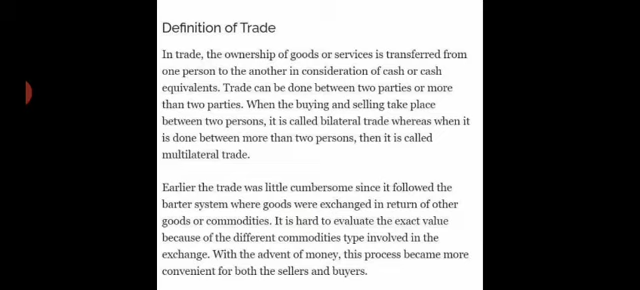 Definition of Trade
In trade, the ownership of goods or services is transferred from
one person to the another in consideration of cash or cash
equivalents. Trade can be done between two parties or more
than two parties. When the buying and selling take place
between two persons, it is called bilateral trade whereas when it
is done between more than two persons, then it is called
multilateral trade.
Earlier the trade was little cumbersome since it followed the
barter system where goods were exchanged in return of other
goods or commodities. It is hard to evaluate the exact value
because of the different commodities type involved in the
exchange. With the advent of money, this process became more
convenient for both the sellers and buyers.